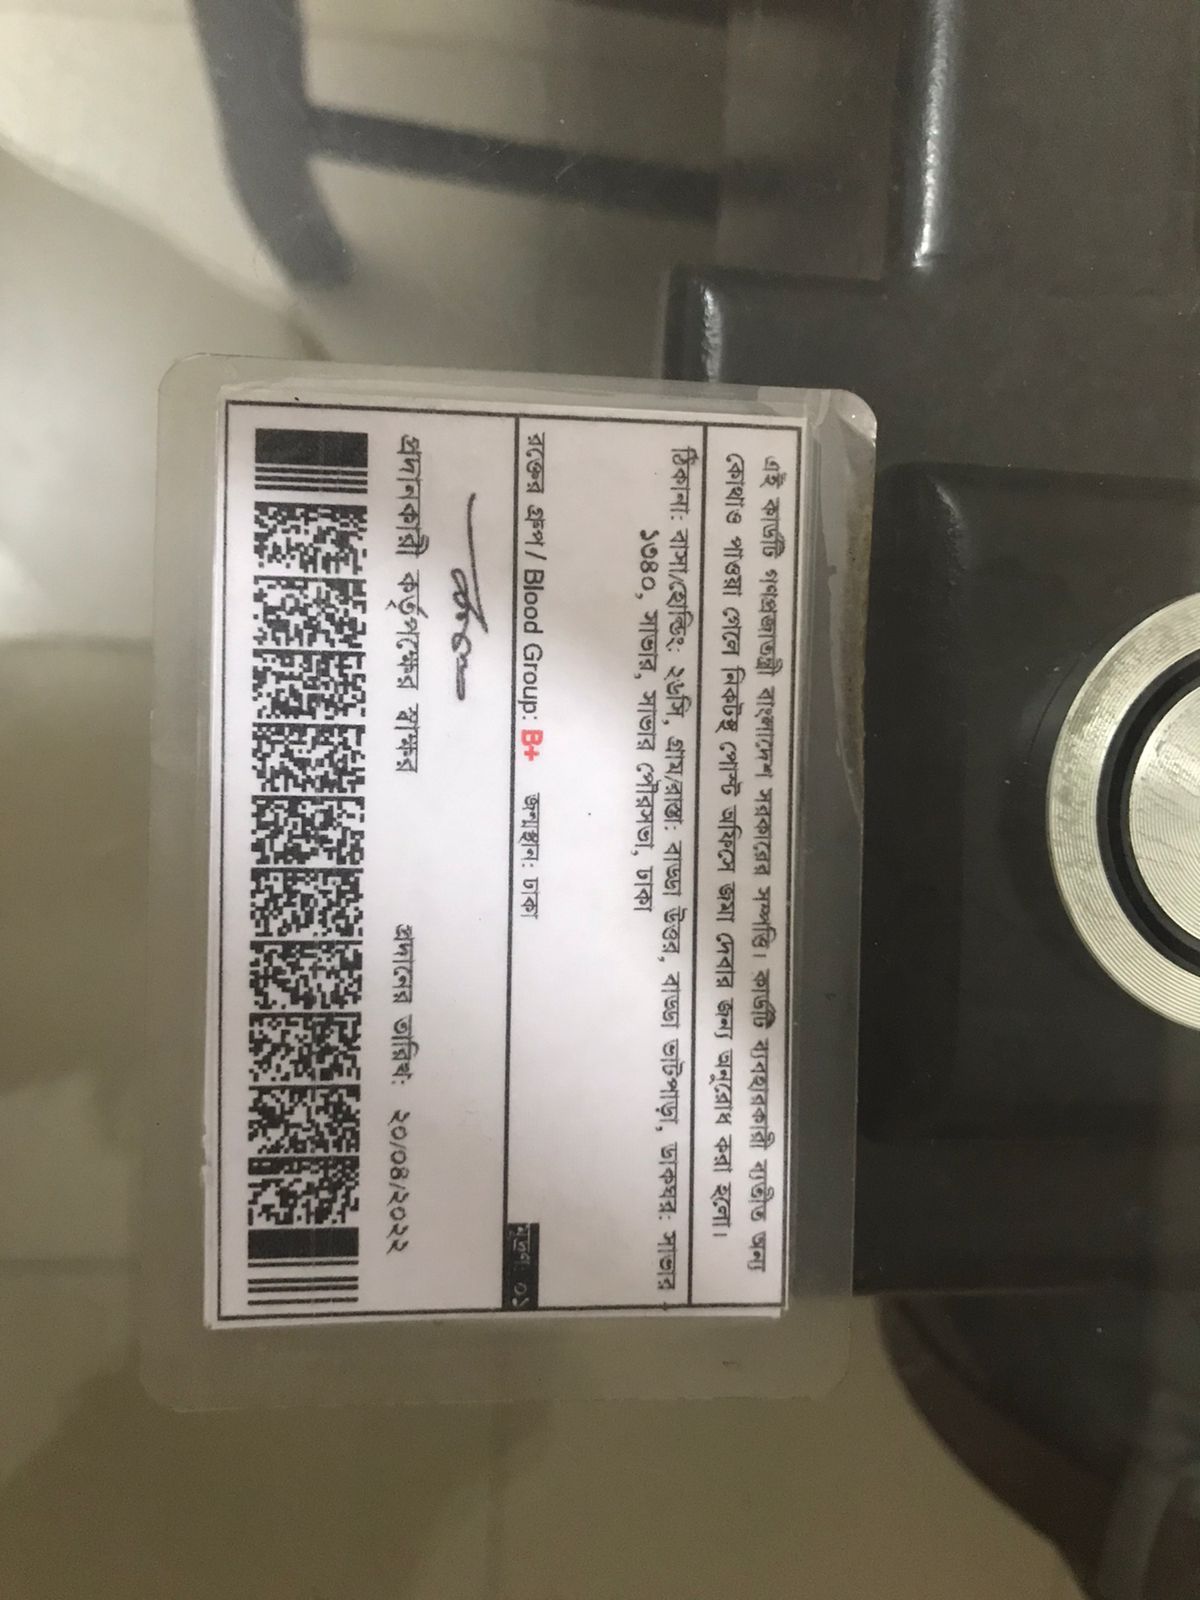 এই কার্ডটি গণপ্রজাতন্ত্রী বাংলাদেশ সরকারের সম্পত্তি। কার্ডটি ব্যবহারকারী ব্যতীত অন্য
কোথাও পাওয়া গেলে নিকটস্থ পোস্ট অফিসে জমা দেবার জন্য অনুরোধ করা হলো।
ঠিকানা: বাসা/হোল্ডিং: ২৬সি, গ্রাম/রাস্তা: বাড্ডা উত্তর, বাড্ডা ভাটপাড়া, ডাকঘর: সাভার -
১৩৪০, সাভার, সাভার পৌরসভা, ঢাকা
রক্তের গ্রুপ / Blood Group: B+ জন্মস্থান: ঢাকা মুদ্রণ: ০১
প্রদানকারী কর্তৃপক্ষের স্বাক্ষর প্রদানের তারিখ: ২০/০৪/২০২২